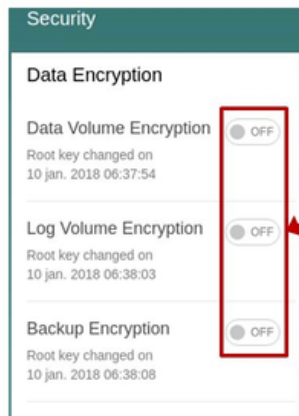 Security
Data Encryption
Data Volume Encryption OFF
Root key changed on
10 jan. 2018 06:37:54
Log Volume Encryption OFF
Root key changed on
10 jan. 2018 06:38:03
Backup Encryption OFF
Root key changed on
10 jan. 2018 06:38:08